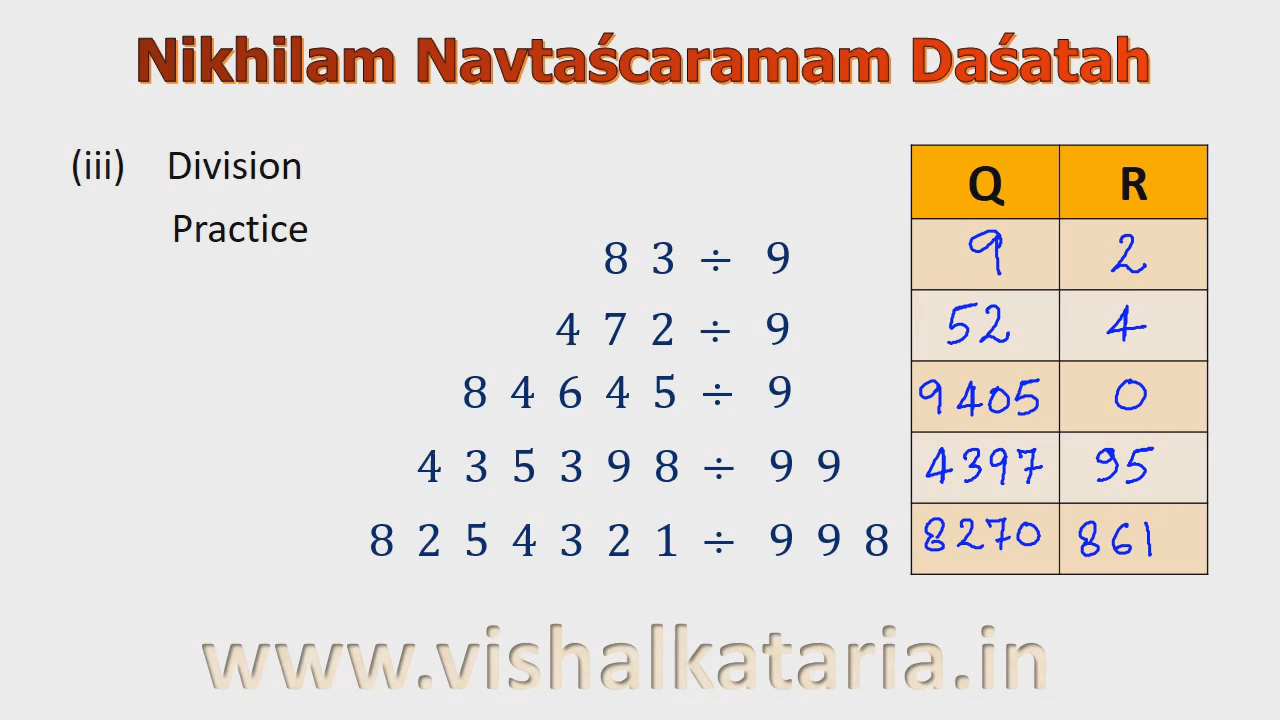 Nikhilam Navtaścaramam Daśatah
(iii) Division
Practice
Q R
8 3 ÷ 9 9 2
4 7 2 ÷ 9 52 4
8 4 6 4 5 ÷ 9 9405 0
4 3 5 3 9 8 ÷ 9 9 4397 95
8 2 5 4 3 2 1 ÷ 9 9 8 8270 861
www.vishalkataria.in